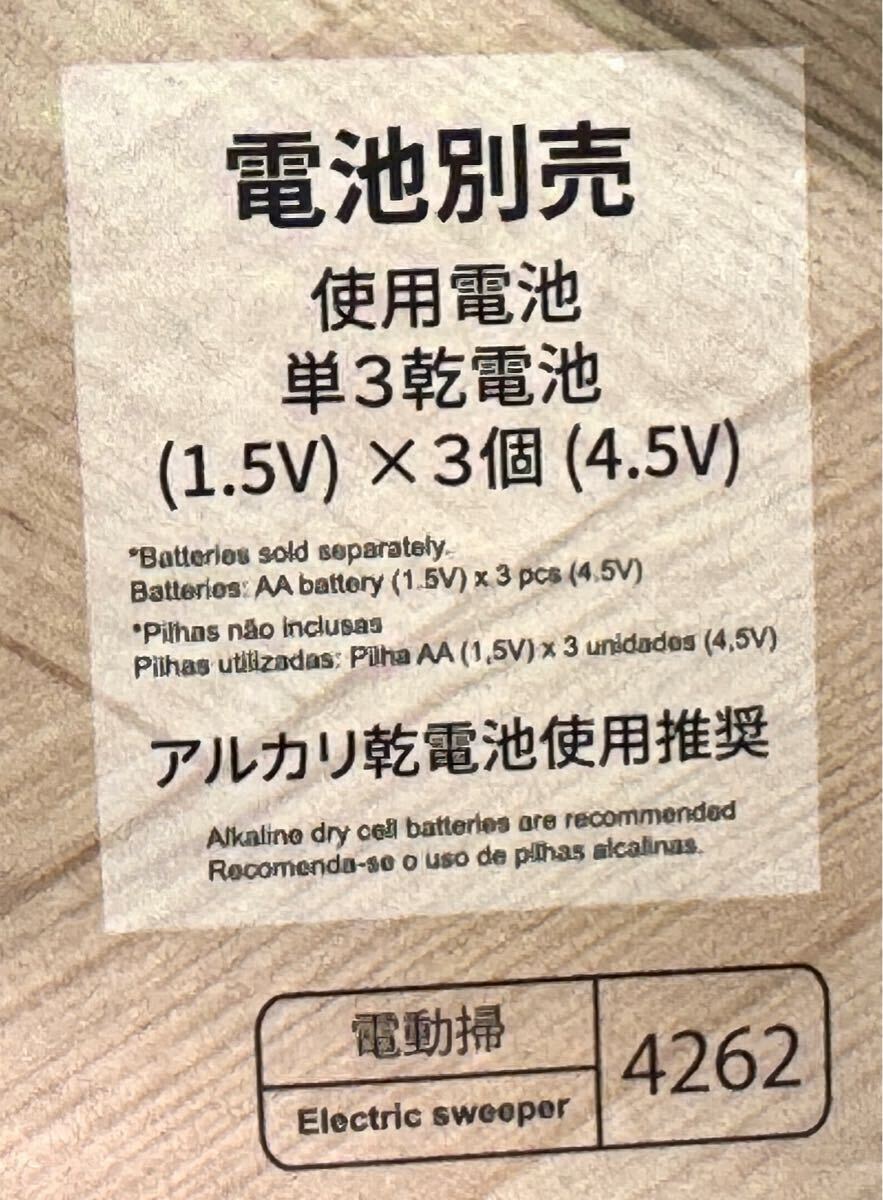 電池別売
使用電池
単3乾電池
(1.5V) ×3個 (4.5V)
*Batteries sold separately.
Batteries: AA battery (1.5V) x 3 pcs (4.5V)
*Pilhas não inclusas
Pilhas utilizadas: Pilha AA (1,5V) x 3 unidades (4,5V)
アルカリ乾電池使用推奨
Alkaline dry cell batteries are recommended
Recomenda-se o uso de pilhas alcalinas.
電動掃
Electric sweeper
4262